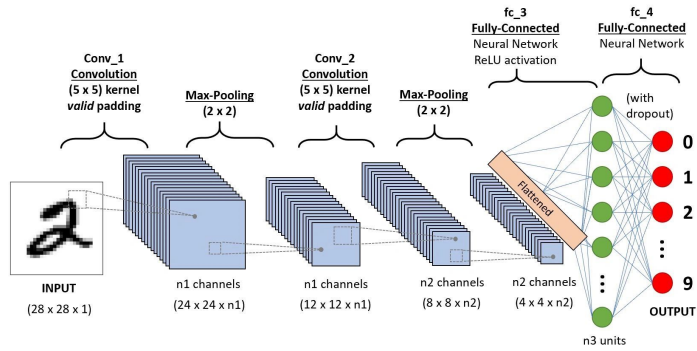 Conv_1
Convolution
(5 x 5) kernel
valid padding
Max-Pooling
(2 x 2)
Conv_2
Convolution
(5 x 5) kernel
valid padding
Max-Pooling
(2 x 2)
fc_3
Fully-Connected
Neural Network
ReLU activation
fc_4
Fully-Connected
Neural Network
(with
dropout)
2
Flattened
0
1
2
9
INPUT
(28 x 28 x 1)
n1 channels
(24 x 24 x n1)
n1 channels
(12 x 12 x n1)
n2 channels
(8 x 8 x n2)
n2 channels
(4 x 4 x n2)
n3 units
OUTPUT